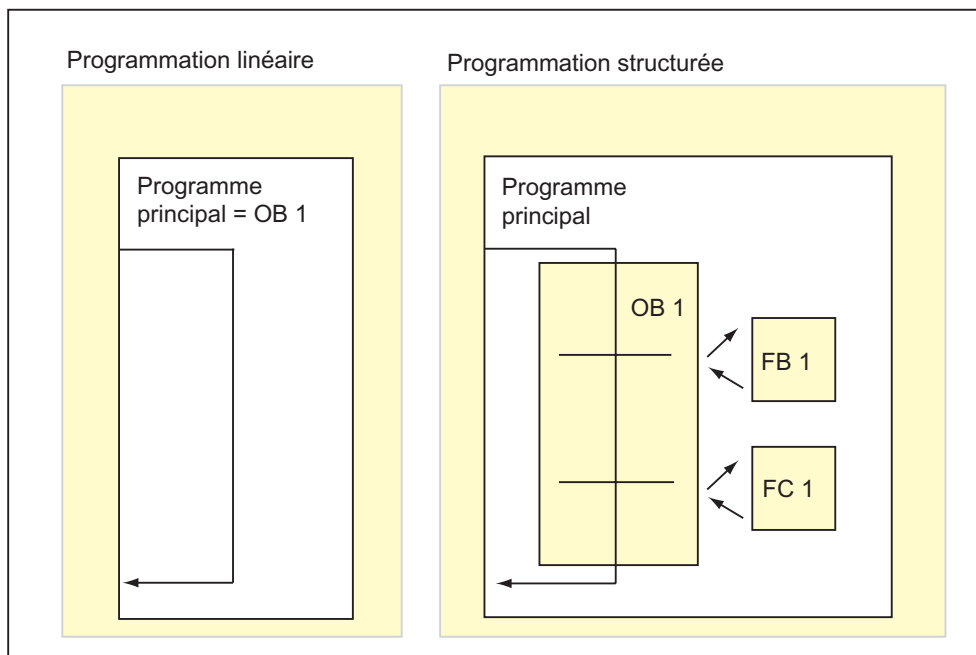 Programmation linéaire
Programme
principal = OB 1
Programmation structurée
Programme
principal
OB 1
FB 1
FC 1